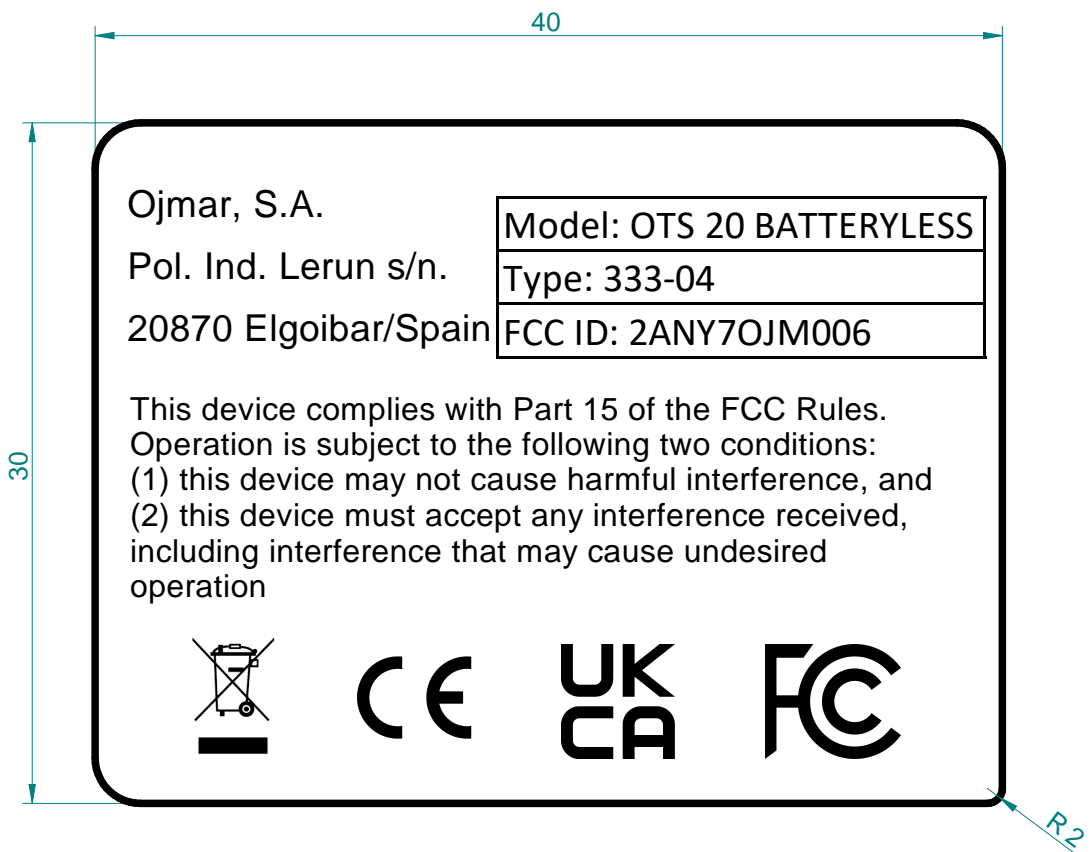 40
30
Ojmar, S.A.
Pol. Ind. Lerun s/n.
20870 Elgoibar/Spain
Model: OTS 20 BATTERYLESS
Type: 333-04
FCC ID: 2ANY7OJM006
This device complies with Part 15 of the FCC Rules.
Operation is subject to the following two conditions:
(1) this device may not cause harmful interference, and
(2) this device must accept any interference received,
including interference that may cause undesired
operation
CE
UK
CA
FC
R2